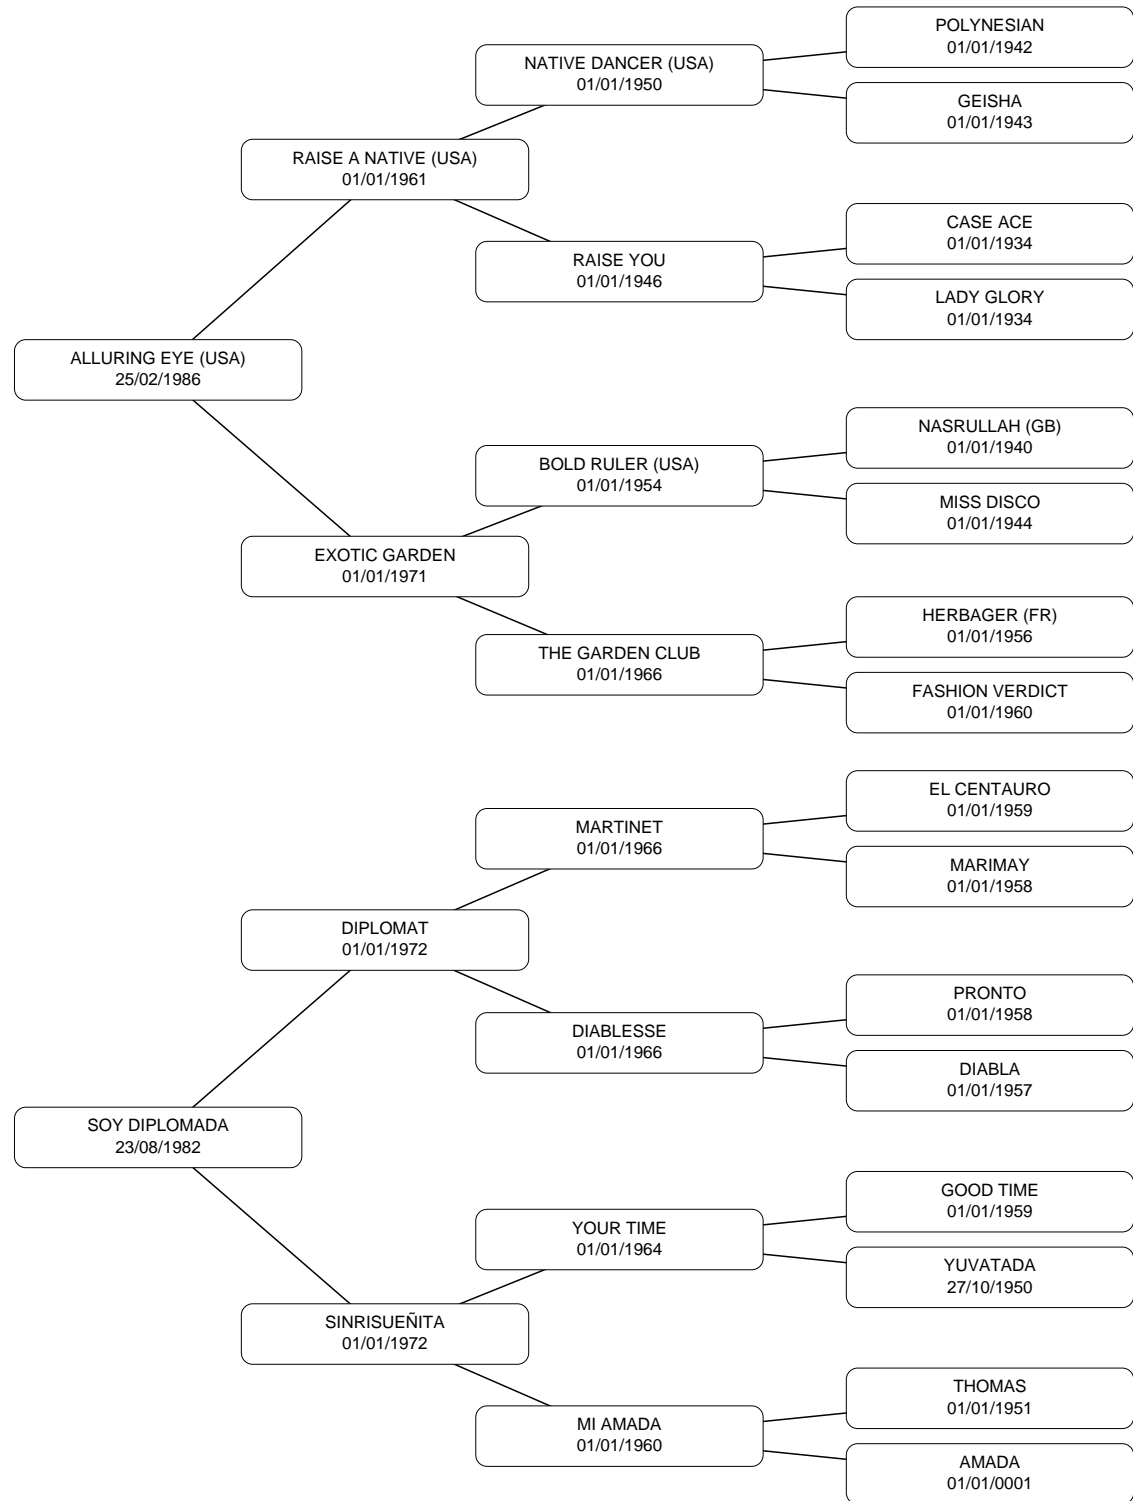 POLYNESIAN
01/01/1942
NATIVE DANCER (USA)
01/01/1950
GEISHA
01/01/1943
RAISE A NATIVE (USA)
01/01/1961
CASE ACE
01/01/1934
RAISE YOU
01/01/1946
LADY GLORY
01/01/1934
ALLURING EYE (USA)
25/02/1986
NASRULLAH (GB)
01/01/1940
BOLD RULER (USA)
01/01/1954
MISS DISCO
01/01/1944
EXOTIC GARDEN
01/01/1971
HERBAGER (FR)
01/01/1956
THE GARDEN CLUB
01/01/1966
FASHION VERDICT
01/01/1960
EL CENTAURO
01/01/1959
MARTINET
01/01/1966
MARIMAY
01/01/1958
DIPLOMAT
01/01/1972
PRONTO
01/01/1958
DIABLESSE
01/01/1966
DIABLA
01/01/1957
SOY DIPLOMADA
23/08/1982
GOOD TIME
01/01/1959
YOUR TIME
01/01/1964
YUVATADA
27/10/1950
SINRISUEÑITA
01/01/1972
THOMAS
01/01/1951
MI AMADA
01/01/1960
AMADA
01/01/0001